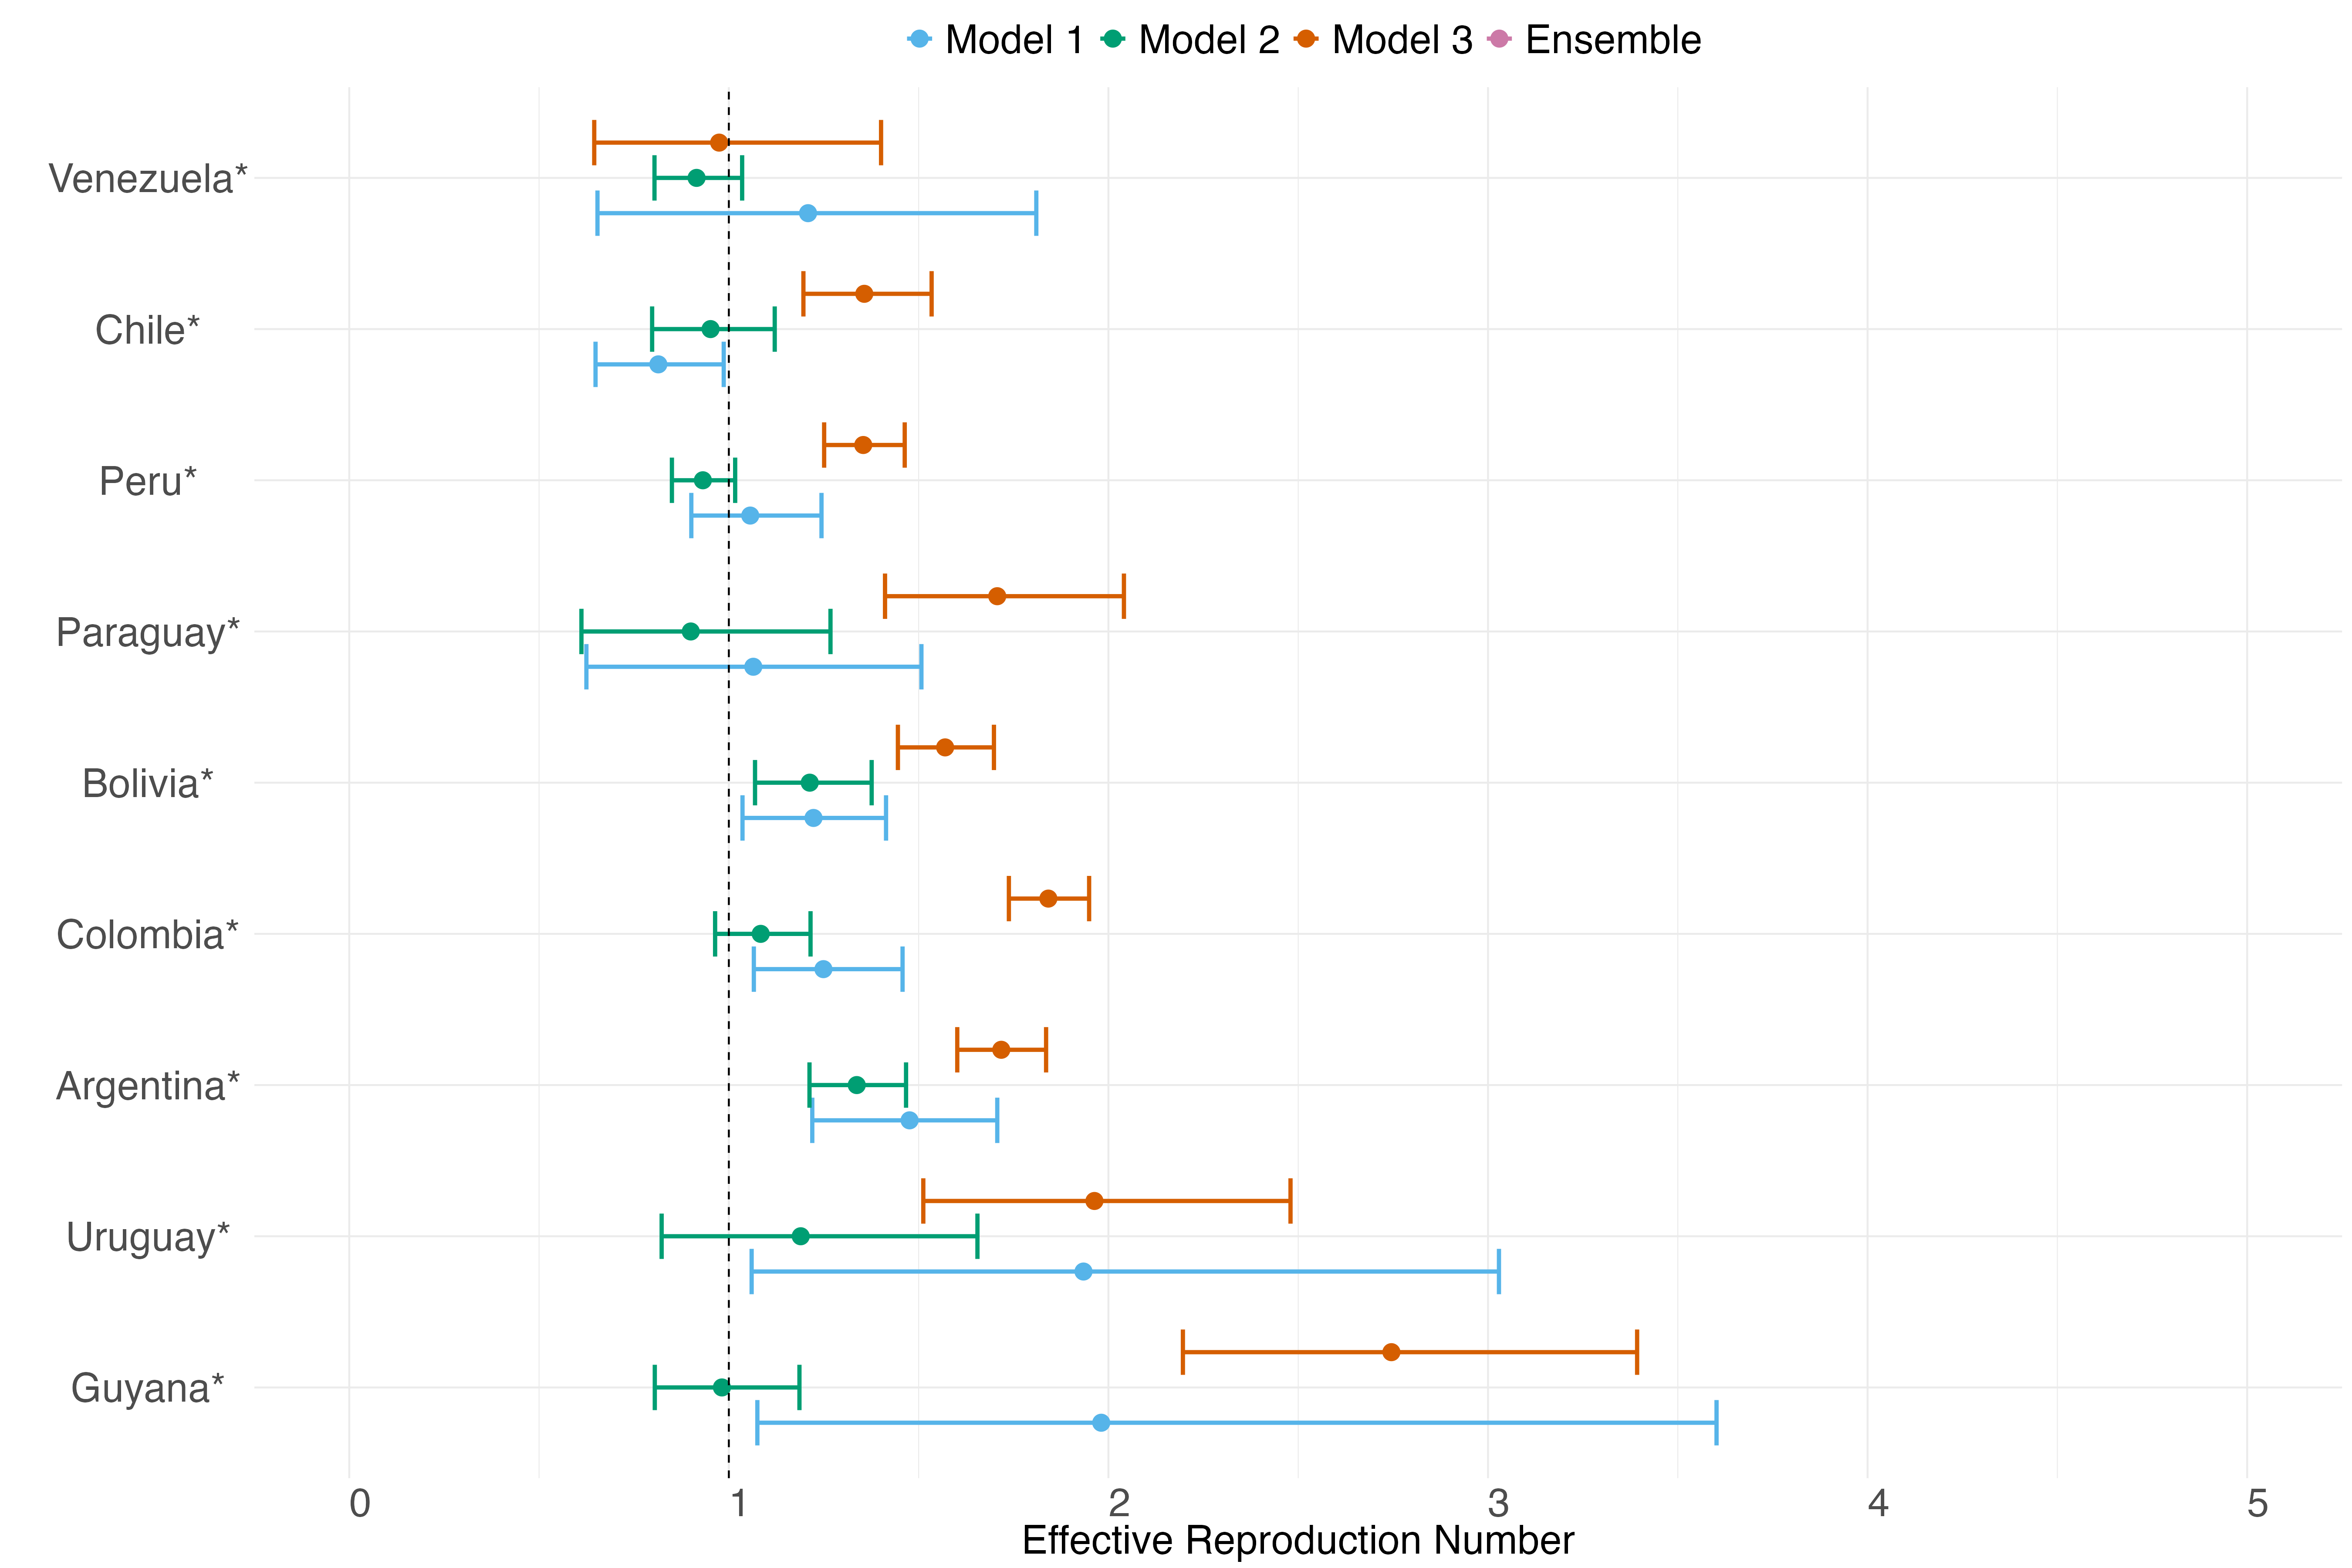 Model 1 Model 2 Model 3 Ensemble
Venezuela*
Chile*
Peru*
Paraguay*
Bolivia*
Colombia*
Argentina*
Uruguay*
Guyana*
0 1 2 3 4 5
Effective Reproduction Number